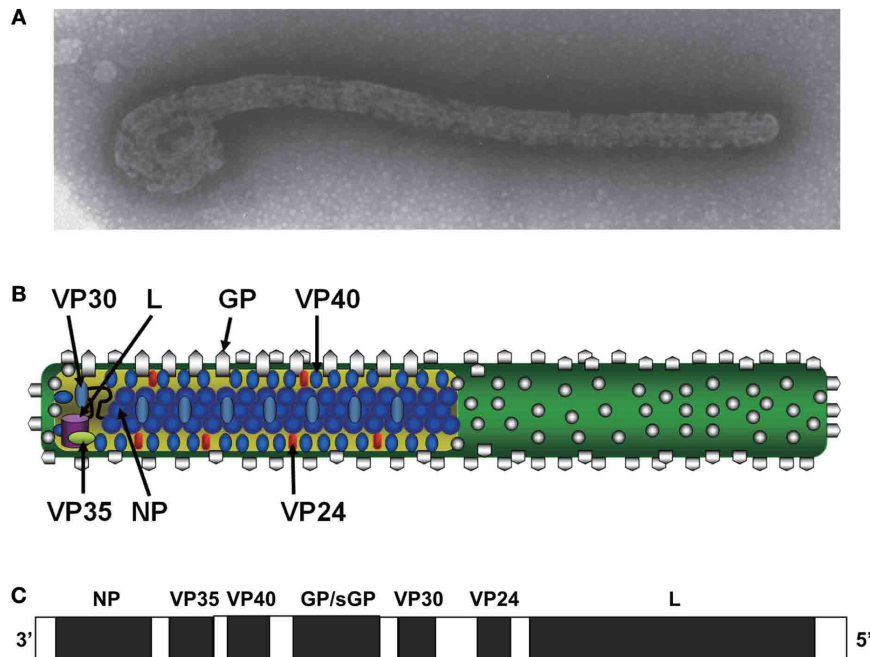 A
B
VP30 L GP VP40
VP35 NP VP24
C
NP VP35 VP40 GP/sGP VP30 VP24 L
3’ 5’